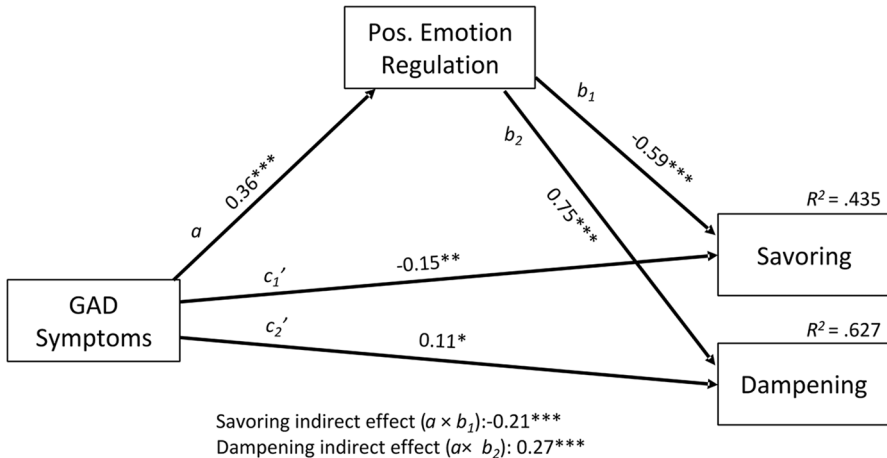 Pos. Emotion
Regulation
b₁
b₂
-0.59***
0.36***
0.75***
a
R² = .435
Savoring
c₁’
-0.15**
GAD
Symptoms
c₂’
0.11*
R² = .627
Dampening
Savoring indirect effect (a × b₁):-0.21***
Dampening indirect effect (a× b₂): 0.27***